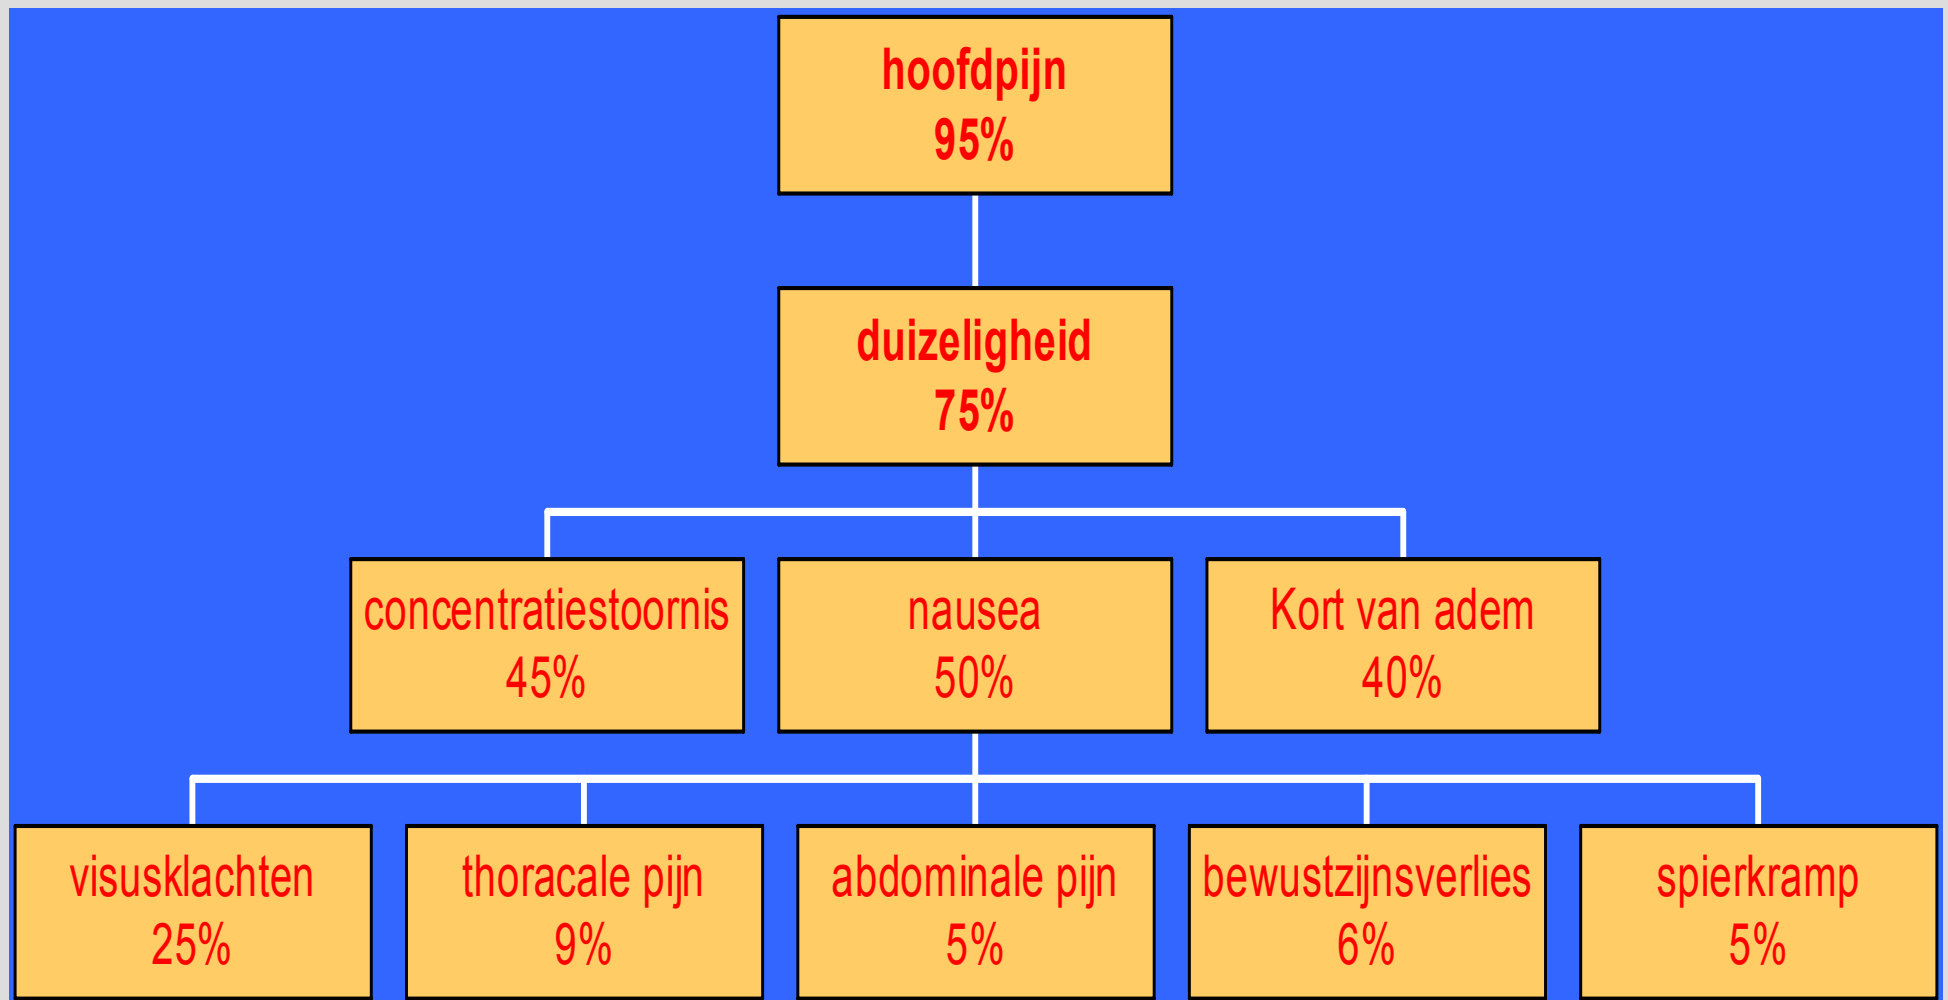 hoofdpijn
95%
duizeligheid
75%
concentratiestoornis
45%
nausea
50%
Kort van adem
40%
visusklachten
25%
thoracale pijn
9%
abdominale pijn
5%
bewustzijnsverlies
6%
spierkramp
5%